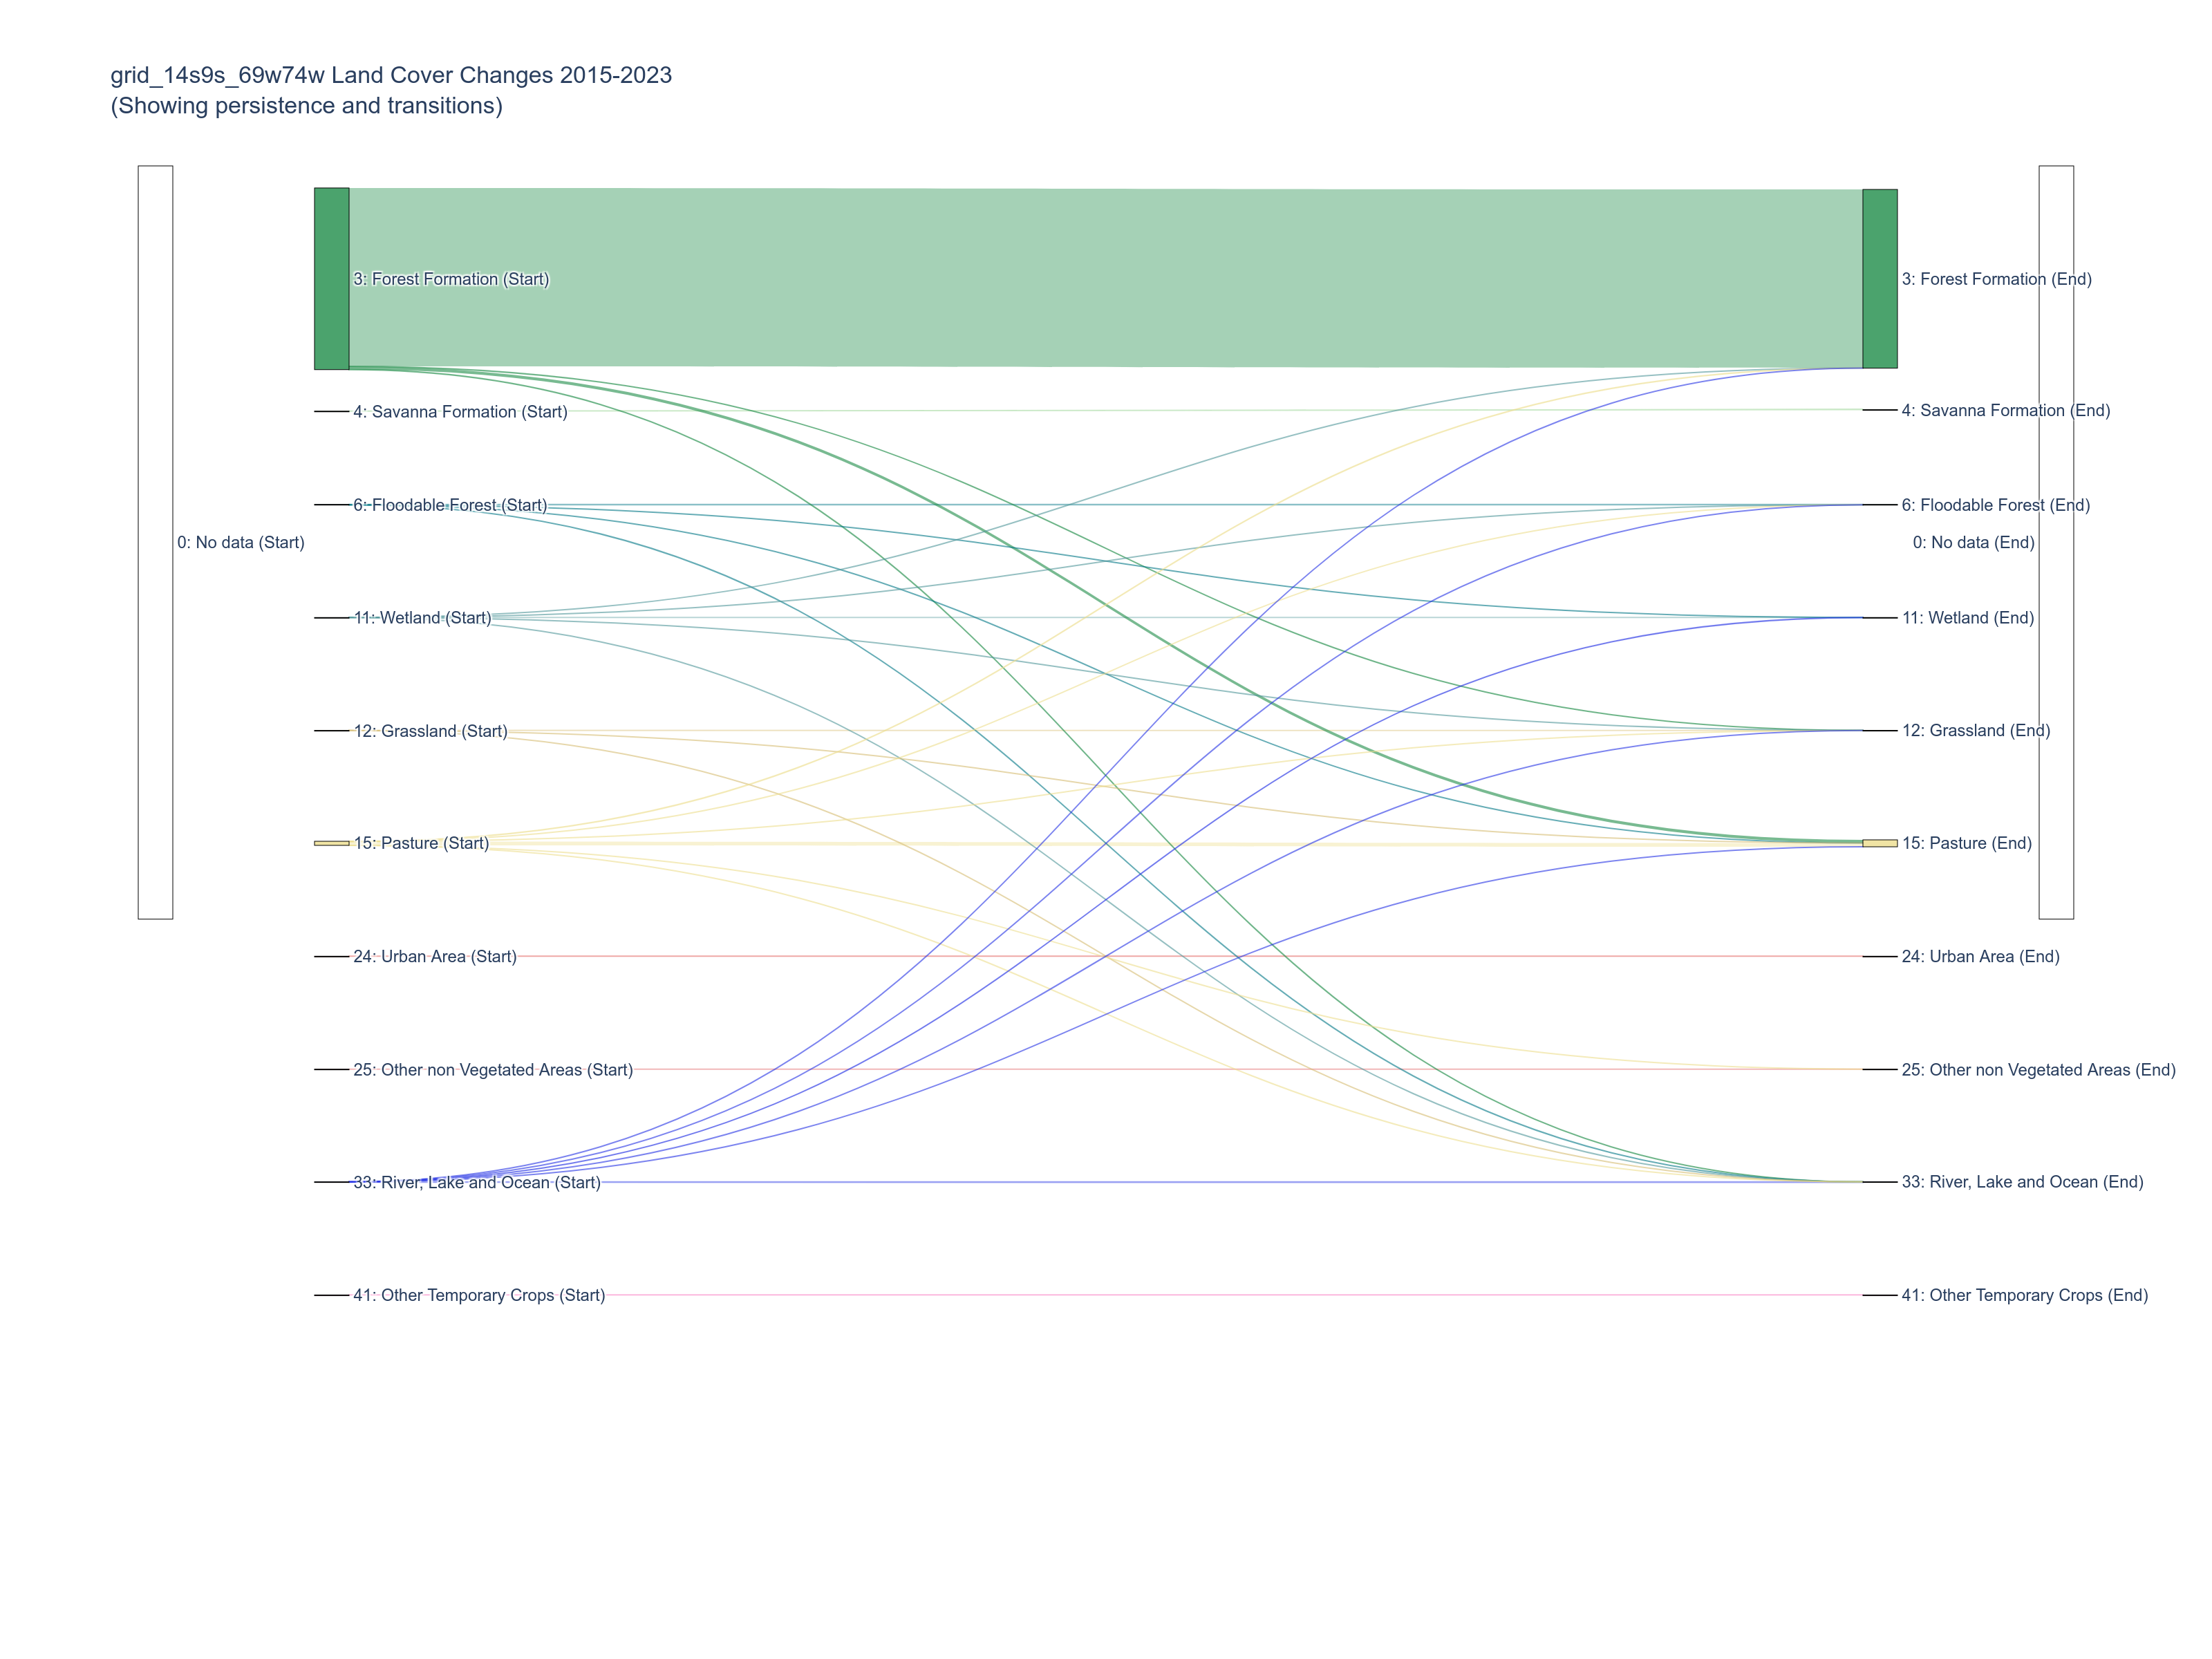 grid_14s9s_69w74w Land Cover Changes 2015-2023
(Showing persistence and transitions)
3: Forest Formation (Start)
3: Forest Formation (End)
4: Savanna Formation (Start)
4: Savanna Formation (End)
6: Floodable Forest (Start)
6: Floodable Forest (End)
0: No data (Start)
0: No data (End)
11: Wetland (Start)
11: Wetland (End)
12: Grassland (Start)
12: Grassland (End)
15: Pasture (Start)
15: Pasture (End)
24: Urban Area (Start)
24: Urban Area (End)
25: Other non Vegetated Areas (Start)
25: Other non Vegetated Areas (End)
33: River, Lake and Ocean (Start)
33: River, Lake and Ocean (End)
41: Other Temporary Crops (Start)
41: Other Temporary Crops (End)